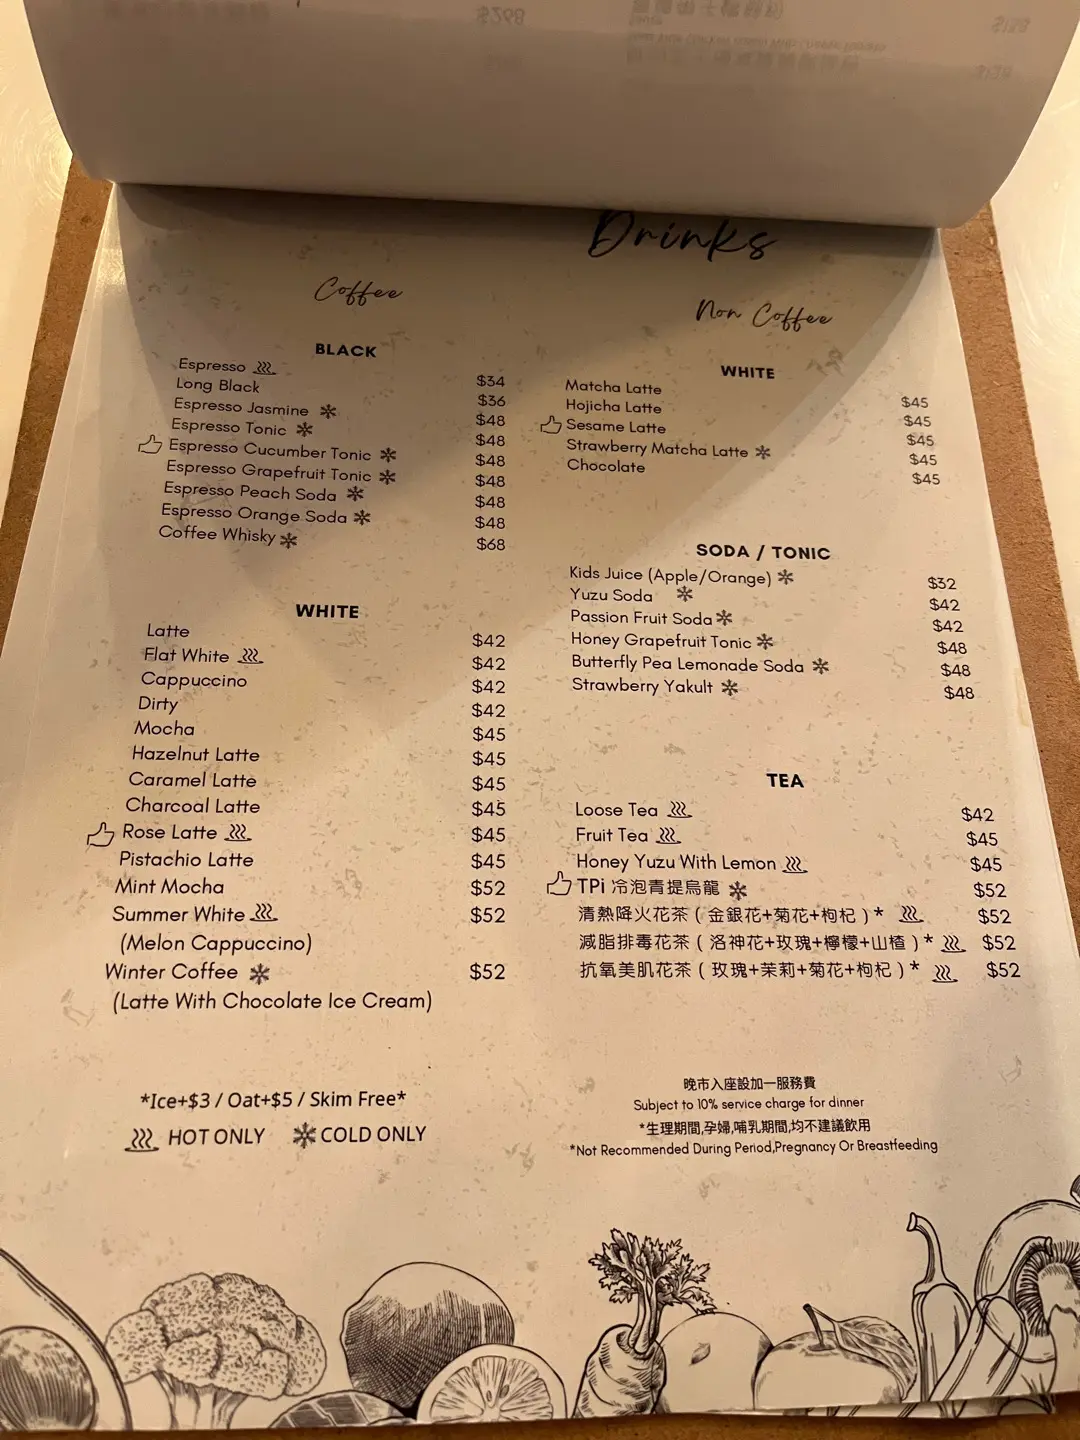 $268
Drinks
Coffee
BLACK
Espresso $34
Long Black $36
Espresso Jasmine $48
Espresso Tonic $48
Espresso Cucumber Tonic $48
Espresso Grapefruit Tonic $48
Espresso Peach Soda $48
Espresso Orange Soda $48
Coffee Whisky $68
WHITE
Latte $42
Flat White $42
Cappuccino $42
Dirty $42
Mocha $45
Hazelnut Latte $45
Caramel Latte $45
Charcoal Latte $45
Rose Latte $45
Pistachio Latte $45
Mint Mocha $52
Summer White $52
(Melon Cappuccino)
Winter Coffee $52
(Latte With Chocolate Ice Cream)
*Ice+$3 / Oat+$5 / Skim Free*
HOT ONLY COLD ONLY
Non Coffee
WHITE
Matcha Latte $45
Hojicha Latte $45
Sesame Latte $45
Strawberry Matcha Latte $45
Chocolate $45
SODA / TONIC
Kids Juice (Apple/Orange) $32
Yuzu Soda $42
Passion Fruit Soda $42
Honey Grapefruit Tonic $48
Butterfly Pea Lemonade Soda $48
Strawberry Yakult $48
TEA
Loose Tea $42
Fruit Tea $45
Honey Yuzu With Lemon $45
TPi 冷泡青提烏龍 $52
清熱降火花茶 ( 金銀花+菊花+枸杞 ) * $52
減脂排毒花茶 ( 洛神花+玫瑰+檸檬+山楂 ) * $52
抗氧美肌花茶 ( 玫瑰+茉莉+菊花+枸杞 ) * $52
晚市入座設加一服務費
Subject to 10% service charge for dinner
*生理期間,孕婦,哺乳期間,均不建議飲用
*Not Recommended During Period,Pregnancy Or Breastfeeding